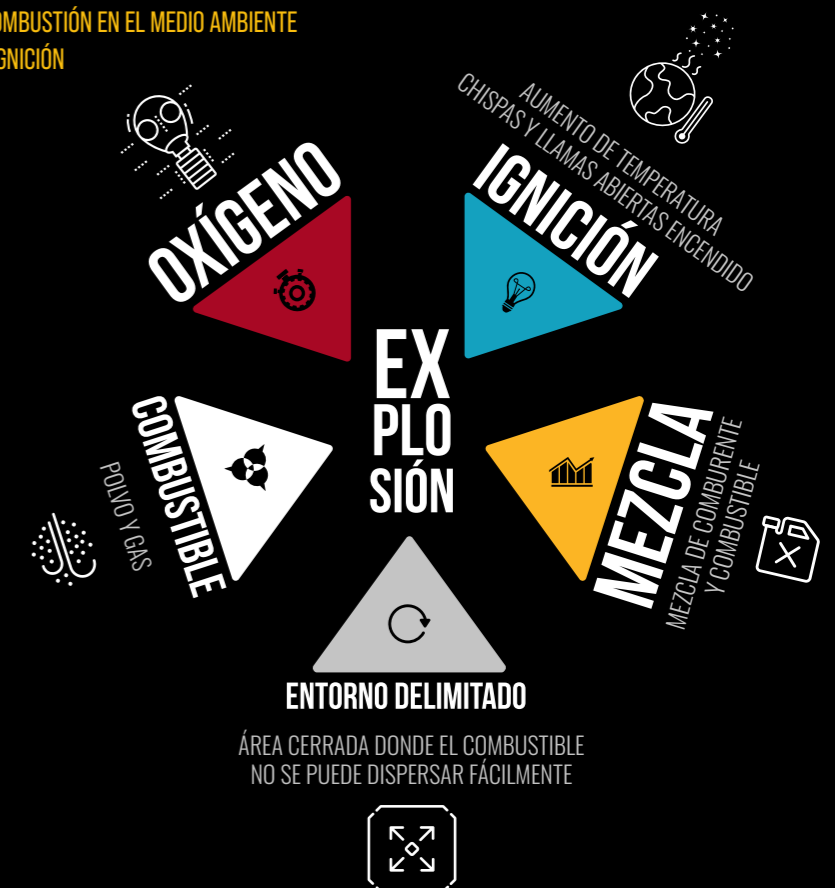 OMBUSTIÓN EN EL MEDIO AMBIENTE
GNICIÓN
OXÍGENO
IGNICIÓN
AUMENTO DE TEMPERATURA
CHISPAS Y LLAMAS ABIERTAS ENCENDIDO
EX
PLO
SIÓN
COMBUSTIBLE
POLVO Y GAS
MEZCLA
MEZCLA DE COMBURENTE
Y COMBUSTIBLE
ENTORNO DELIMITADO
ÁREA CERRADA DONDE EL COMBUSTIBLE
NO SE PUEDE DISPERSAR FÁCILMENTE